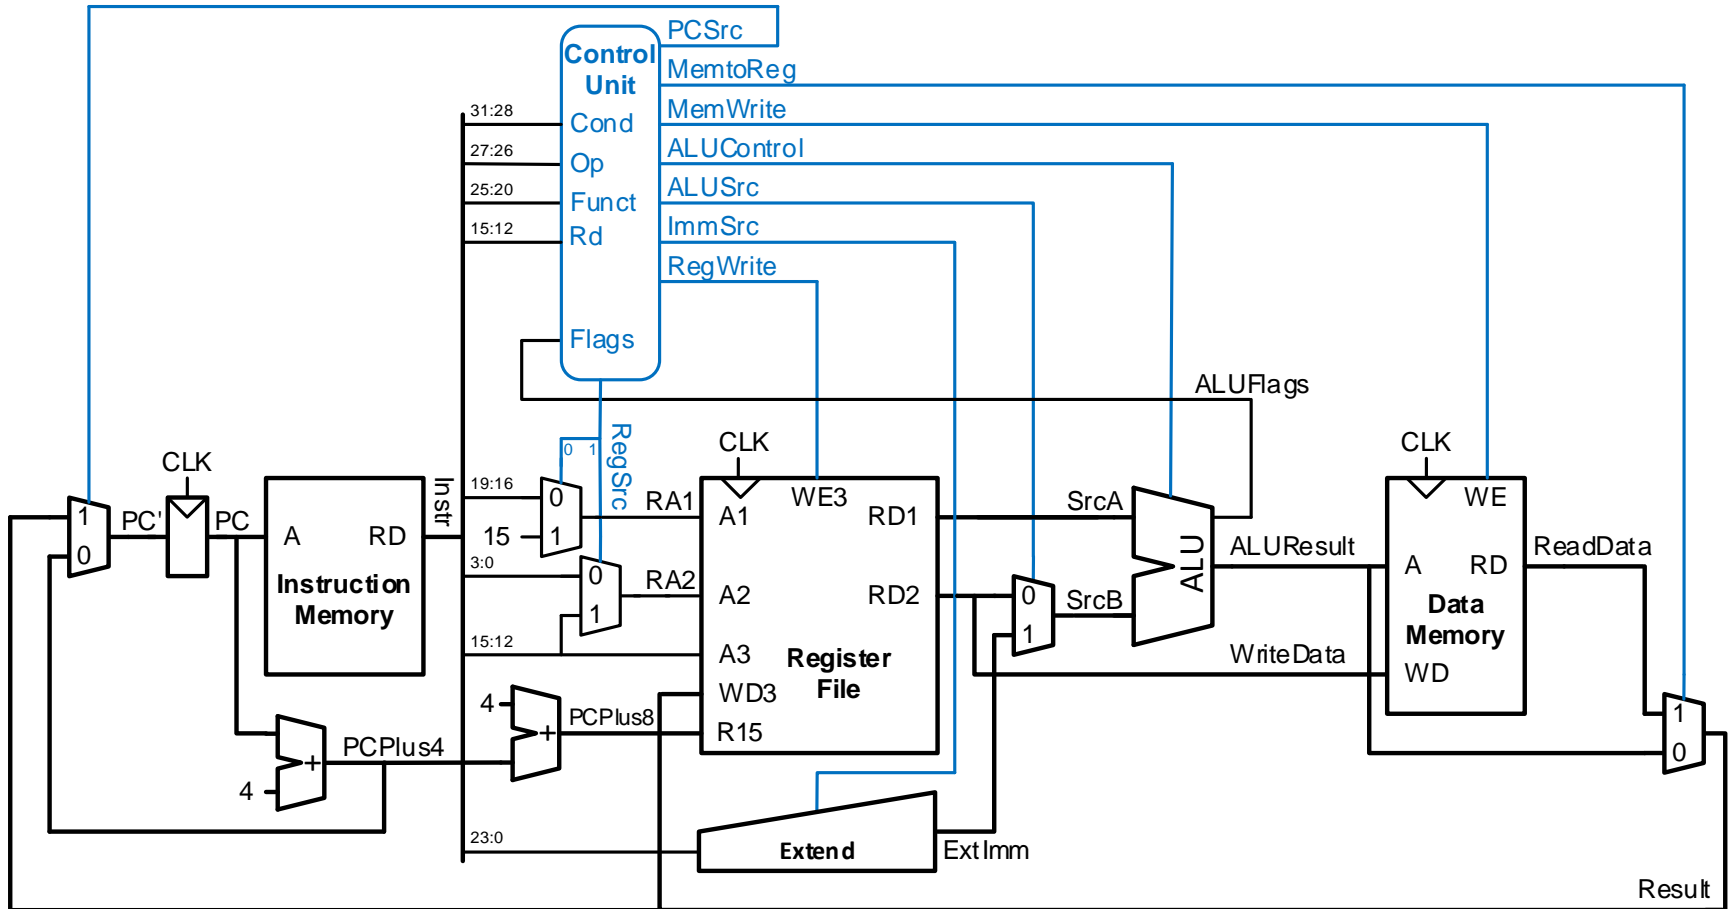 PCSrc
Control
Unit
MemtoReg
31:28
Cond
MemWrite
27:26
Op
ALUControl
25:20
Funct
ALUSrc
15:12
Rd
ImmSrc
RegWrite
Flags
ALUFlags
RegSrc
0 1
CLK
CLK
CLK
19:16
0
RA1
A1
WE3
RD1
SrcA
WE
1
PC'
PC
A
RD
Instr
15
1
0
Instruction
Memory
3:0
0
RA2
A2
RD2
0
SrcB
ALU
ALUResult
A
RD
ReadData
1
1
Data
Memory
15:12
A3
Register
File
WriteData
WD
WD3
4
PCPlus8
R15
+
1
0
PCPlus4
+
4
23:0
Extend
ExtImm
Result